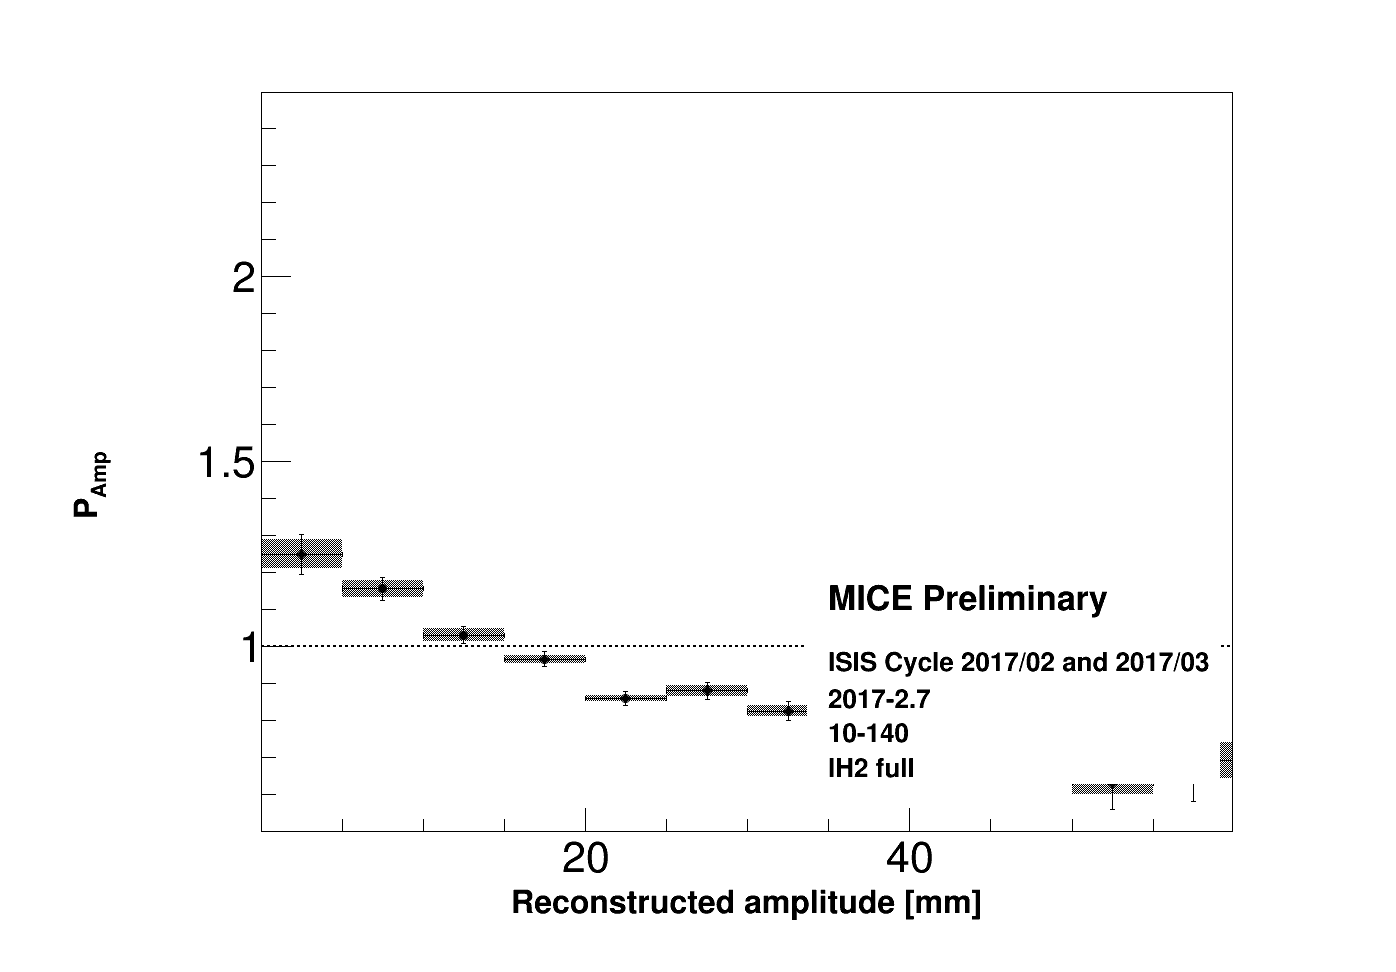 2
1.5
1
P_Amp
MICE Preliminary
ISIS Cycle 2017/02 and 2017/03
2017-2.7
10-140
IH2 full
20 40
Reconstructed amplitude [mm]